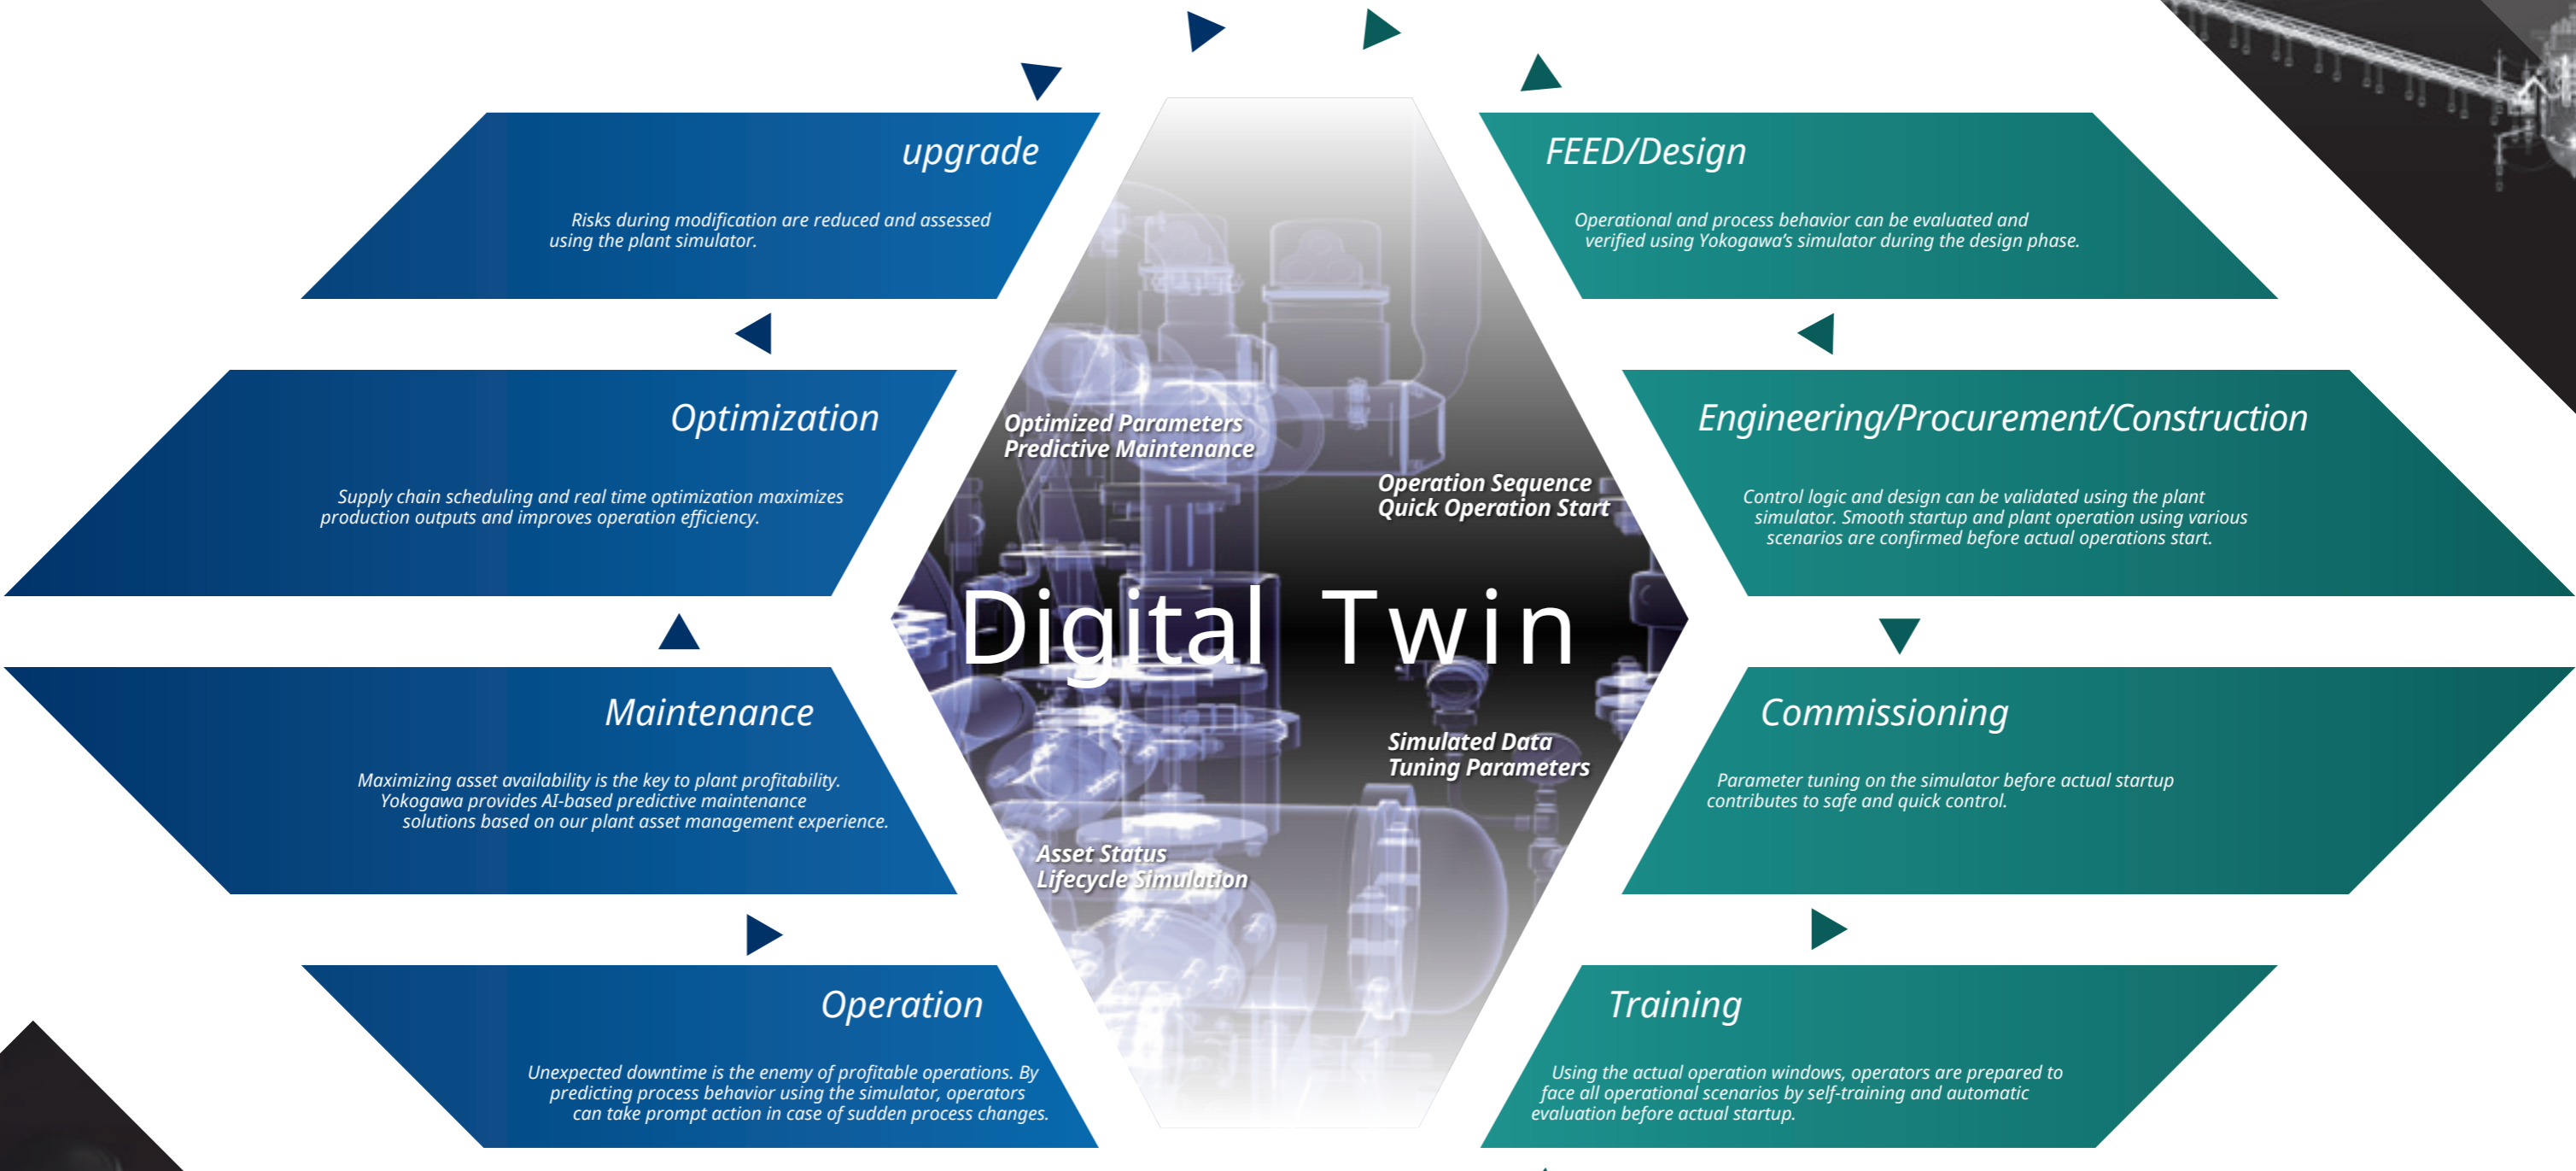 upgrade
Risks during modification are reduced and assessed
using the plant simulator.
FEED/Design
Operational and process behavior can be evaluated and
verified using Yokogawa’s simulator during the design phase.
Optimization
Supply chain scheduling and real time optimization maximizes
production outputs and improves operation efficiency.
Optimized Parameters
Predictive Maintenance
Operation Sequence
Quick Operation Start
Engineering/Procurement/Construction
Control logic and design can be validated using the plant
simulator. Smooth startup and plant operation using various
scenarios are confirmed before actual operations start.
Digital Twin
Maintenance
Maximizing asset availability is the key to plant profitability.
Yokogawa provides AI-based predictive maintenance
solutions based on our plant asset management experience.
Simulated Data
Tuning Parameters
Commissioning
Parameter tuning on the simulator before actual startup
contributes to safe and quick control.
Asset Status
Lifecycle Simulation
Operation
Unexpected downtime is the enemy of profitable operations. By
predicting process behavior using the simulator, operators
can take prompt action in case of sudden process changes.
Training
Using the actual operation windows, operators are prepared to
face all operational scenarios by self-training and automatic
evaluation before actual startup.